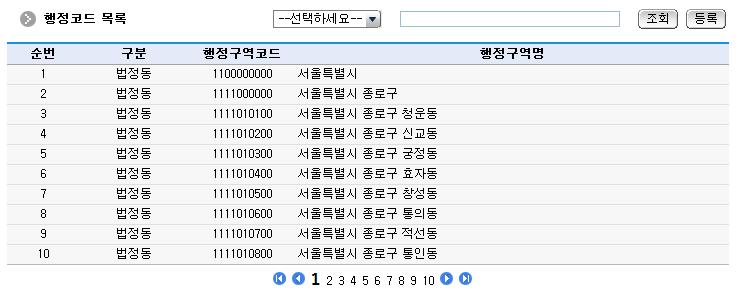 행정코드 목록 --선택하세요-- 조회 등록
순번 구분 행정구역코드 행정구역명
1 법정동 1100000000 서울특별시
2 법정동 1111000000 서울특별시 종로구
3 법정동 1111010100 서울특별시 종로구 청운동
4 법정동 1111010200 서울특별시 종로구 신교동
5 법정동 1111010300 서울특별시 종로구 궁정동
6 법정동 1111010400 서울특별시 종로구 효자동
7 법정동 1111010500 서울특별시 종로구 창성동
8 법정동 1111010600 서울특별시 종로구 통의동
9 법정동 1111010700 서울특별시 종로구 적선동
10 법정동 1111010800 서울특별시 종로구 통인동
1 2 3 4 5 6 7 8 9 10